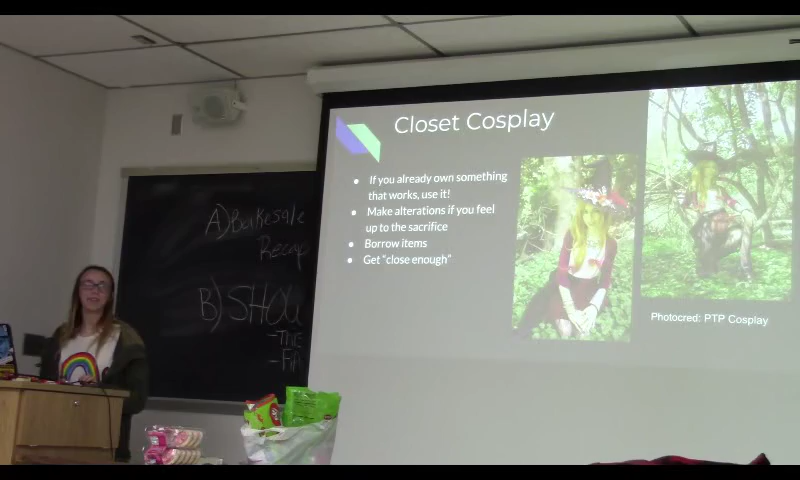 Closet Cosplay
If you already own something
that works, use it!
Make alterations if you feel
up to the sacrifice
Borrow items
Get "close enough"
Photocred: PTP Cosplay
A) Bakesale
Recap
B) SHOW
- THE